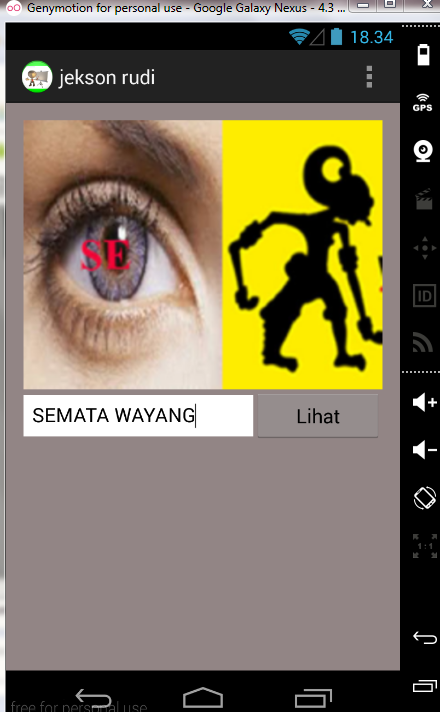 Genymotion for personal use - Google Galaxy Nexus - 4.3 ...
18.34
jekson rudi
GPS
SE
ID
SEMATA WAYANG
Lihat
1:1
free for personal use